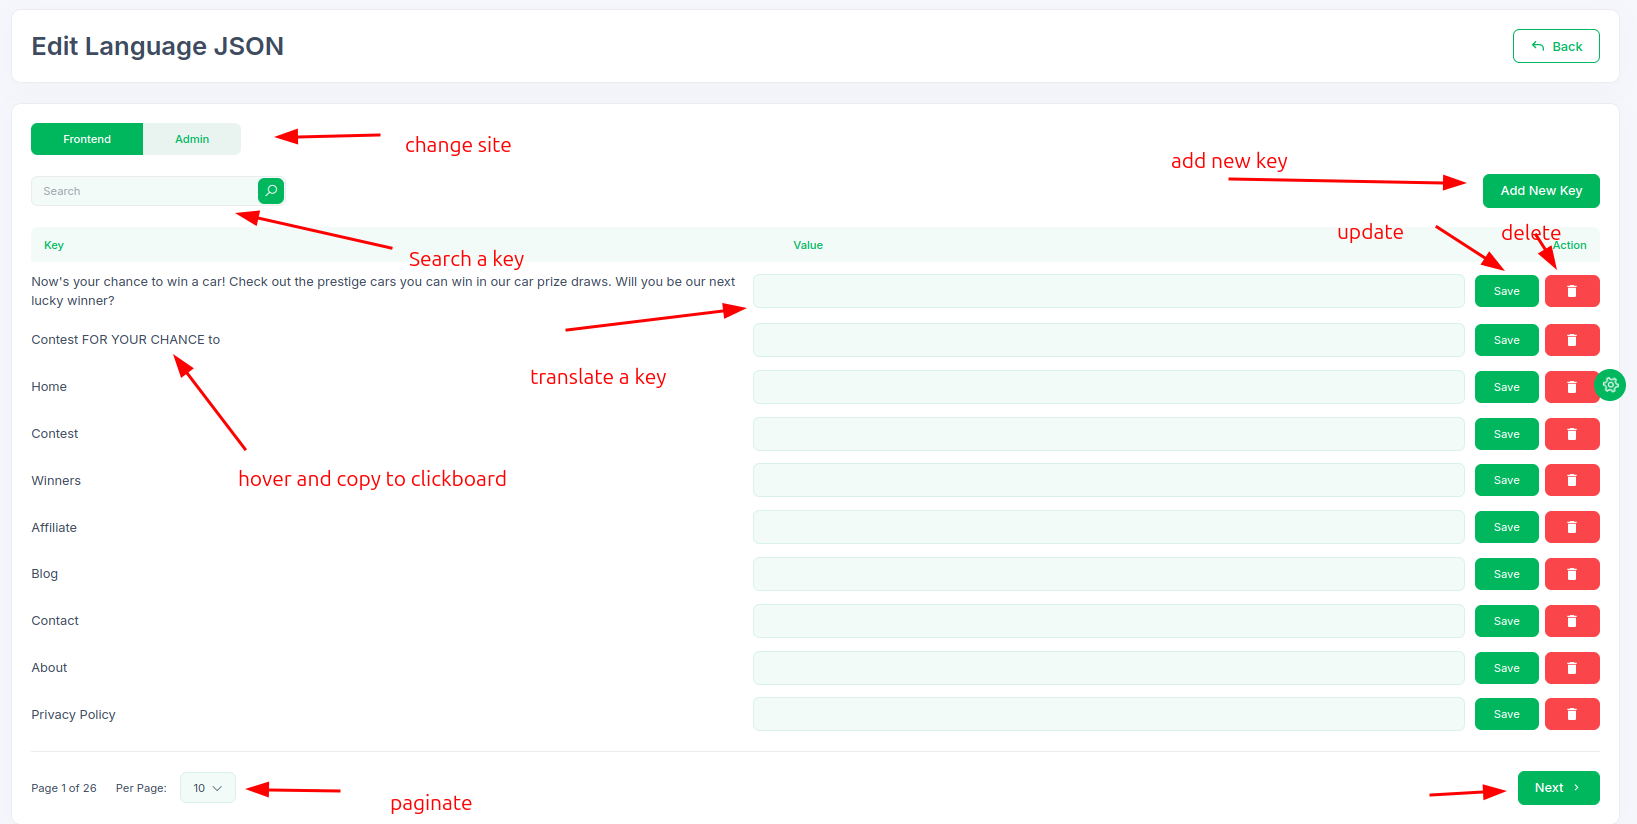 Edit Language JSON
Back
Frontend
Admin
change site
add new key
Search
Add New Key
Search a key
update
delete
Key
Value
Action
Now's your chance to win a car! Check out the prestige cars you can win in our car prize draws. Will you be our next
lucky winner?
Save
Contest FOR YOUR CHANCE to
Save
translate a key
Home
Save
Contest
Save
hover and copy to clickboard
Winners
Save
Affiliate
Save
Blog
Save
Contact
Save
About
Save
Privacy Policy
Save
Page 1 of 26
Per Page:
10
paginate
Next